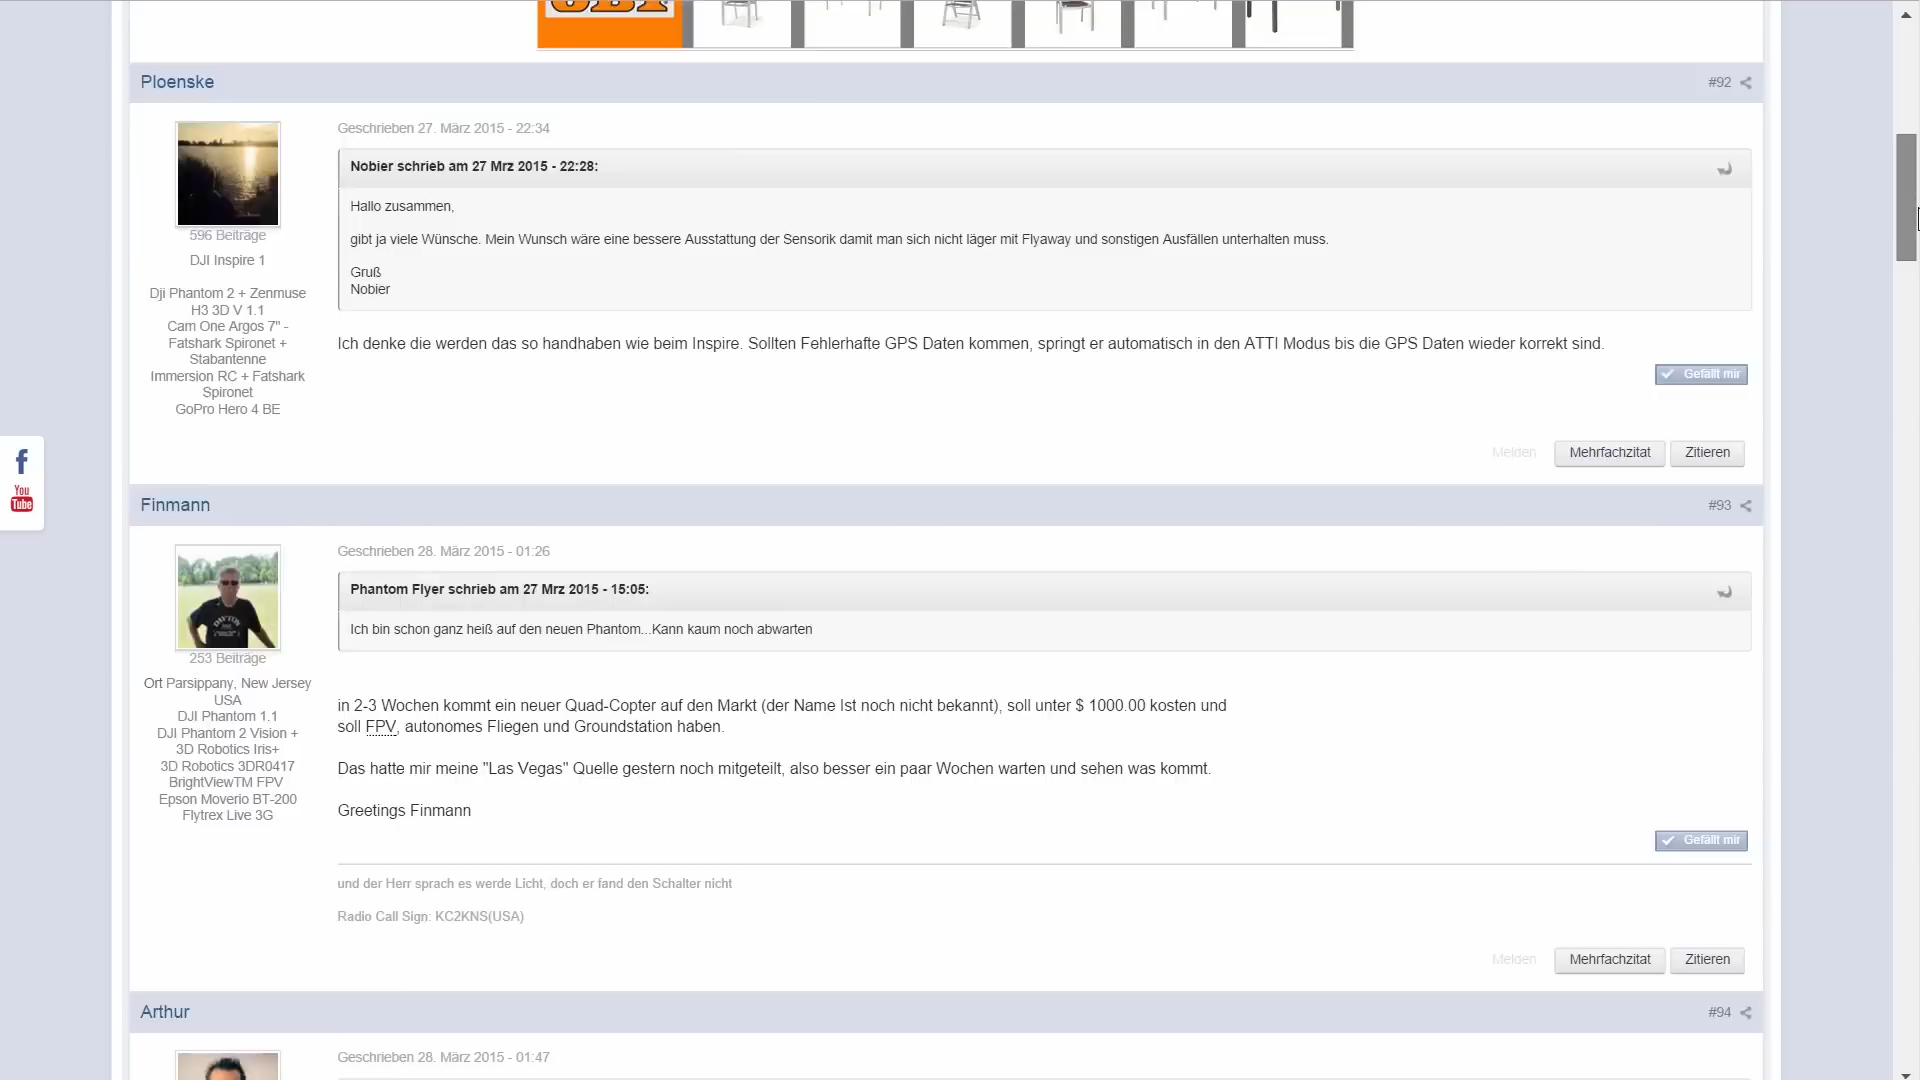 Ploenske
#92
596 Beiträge
DJI Inspire 1
Dji Phantom 2 + Zenmuse
H3 3D V 1.1
Cam One Argos 7" -
Fatshark Spironet +
Stabantenne
Immersion RC + Fatshark
Spironet
GoPro Hero 4 BE
Geschrieben 27. März 2015 - 22:34
Nobier schrieb am 27 Mrz 2015 - 22:28:
Hallo zusammen,
gibt ja viele Wünsche. Mein Wunsch wäre eine bessere Ausstattung der Sensorik damit man sich nicht läger mit Flyaway und sonstigen Ausfällen unterhalten muss.
Gruß
Nobier
Ich denke die werden das so handhaben wie beim Inspire. Sollten Fehlerhafte GPS Daten kommen, springt er automatisch in den ATTI Modus bis die GPS Daten wieder korrekt sind.
Gefällt mir
Melden
Mehrfachzitat
Zitieren
You
Tube
Finmann
#93
253 Beiträge
Ort Parsippany, New Jersey
USA
DJI Phantom 1.1
DJI Phantom 2 Vision +
3D Robotics Iris+
3D Robotics 3DR0417
BrightViewTM FPV
Epson Moverio BT-200
Flytrex Live 3G
Geschrieben 28. März 2015 - 01:26
Phantom Flyer schrieb am 27 Mrz 2015 - 15:05:
Ich bin schon ganz heiß auf den neuen Phantom...Kann kaum noch abwarten
in 2-3 Wochen kommt ein neuer Quad-Copter auf den Markt (der Name Ist noch nicht bekannt), soll unter $ 1000.00 kosten und
soll FPV, autonomes Fliegen und Groundstation haben.
Das hatte mir meine "Las Vegas" Quelle gestern noch mitgeteilt, also besser ein paar Wochen warten und sehen was kommt.
Greetings Finmann
Gefällt mir
und der Herr sprach es werde Licht, doch er fand den Schalter nicht
Radio Call Sign: KC2KNS(USA)
Melden
Mehrfachzitat
Zitieren
Arthur
#94
Geschrieben 28. März 2015 - 01:47